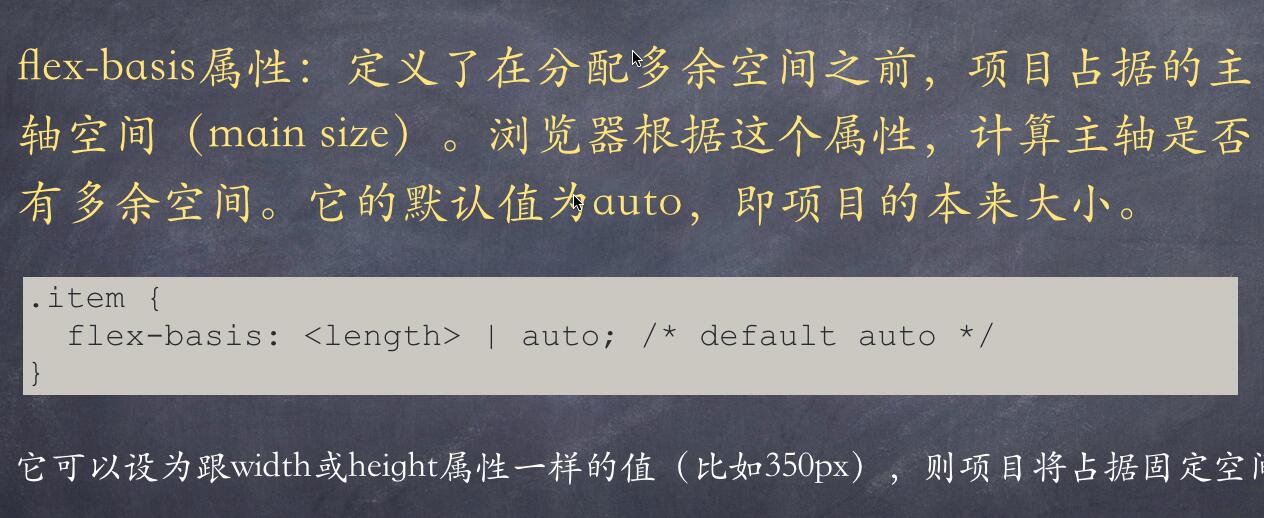 flex-basis属性：定义了在分配多余空间之前，项目占据的主
轴空间（main size）。浏览器根据这个属性，计算主轴是否
有多余空间。它的默认值为auto，即项目的本来大小。
.item {
  flex-basis: <length> | auto; /* default auto */
}
它可以设为跟width或height属性一样的值（比如350px），则项目将占据固定空